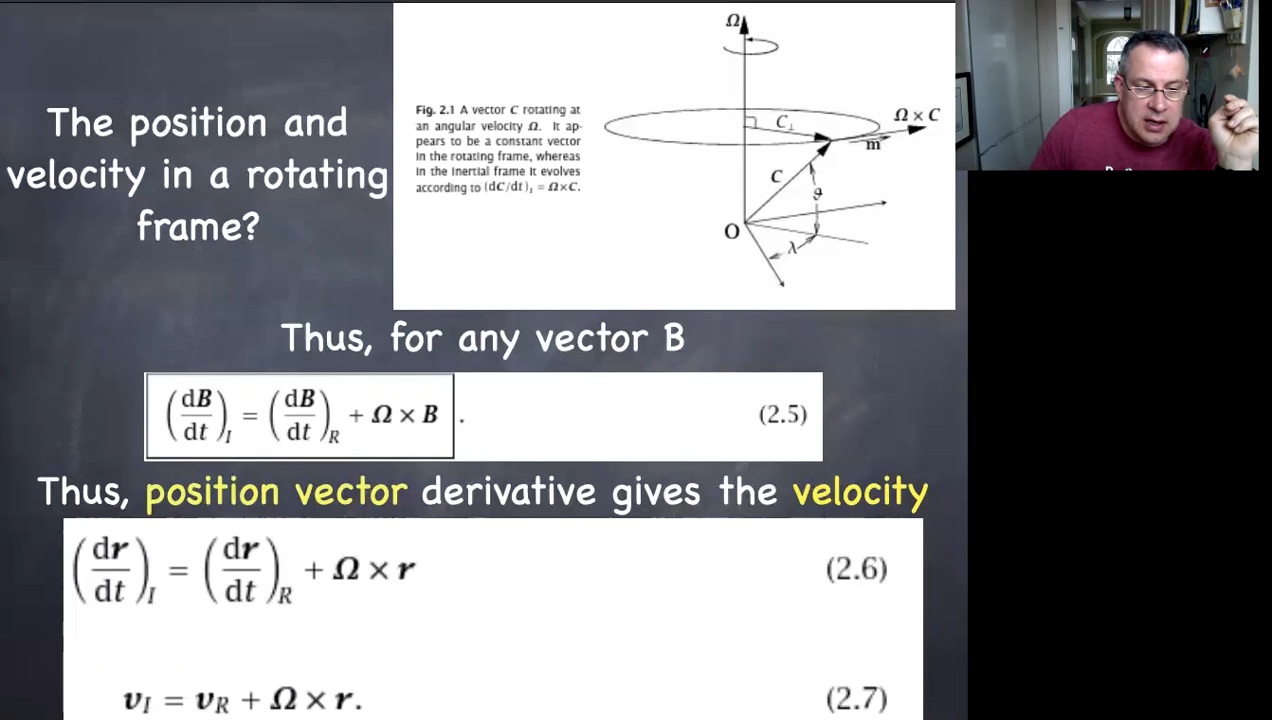 The position and
velocity in a rotating
frame?
Fig. 2.1 A vector C rotating at
an angular velocity Ω. It ap-
pears to be a constant vector
in the rotating frame, whereas
in the inertial frame it evolves
according to (dC/dt)_I = Ω×C.
Ω
C⊥
Ω × C
m
C
ϑ
O
λ
Thus, for any vector B
(dB/dt)_I = (dB/dt)_R + Ω × B . (2.5)
Thus, position vector derivative gives the velocity
(dr/dt)_I = (dr/dt)_R + Ω × r (2.6)
v_I = v_R + Ω × r. (2.7)